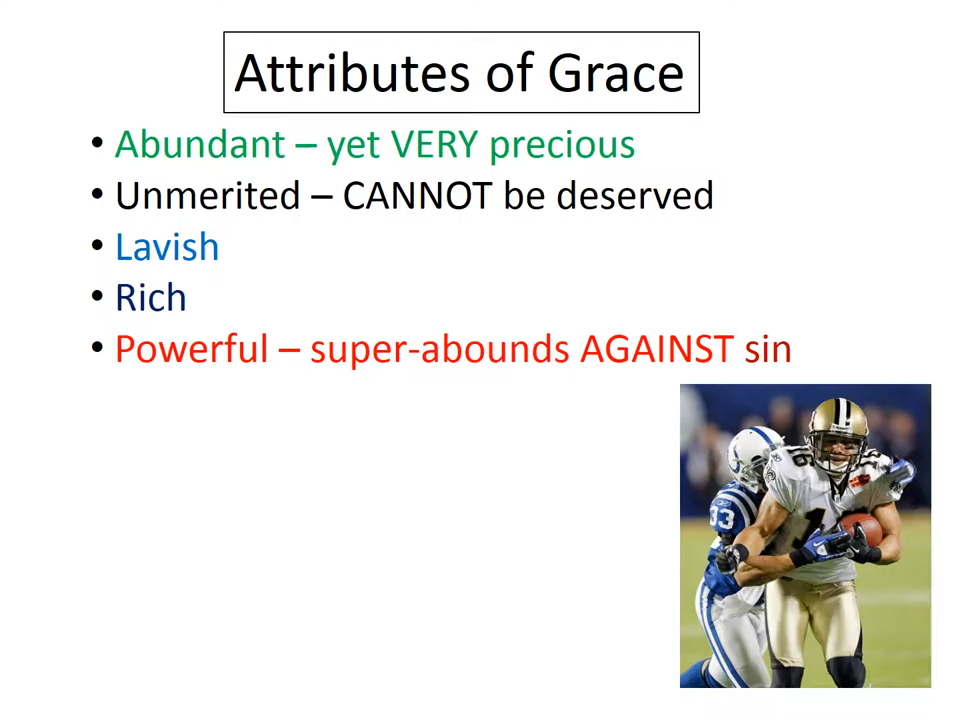 Attributes of Grace
• Abundant – yet VERY precious
• Unmerited – CANNOT be deserved
• Lavish
• Rich
• Powerful – super-abounds AGAINST sin
16
33